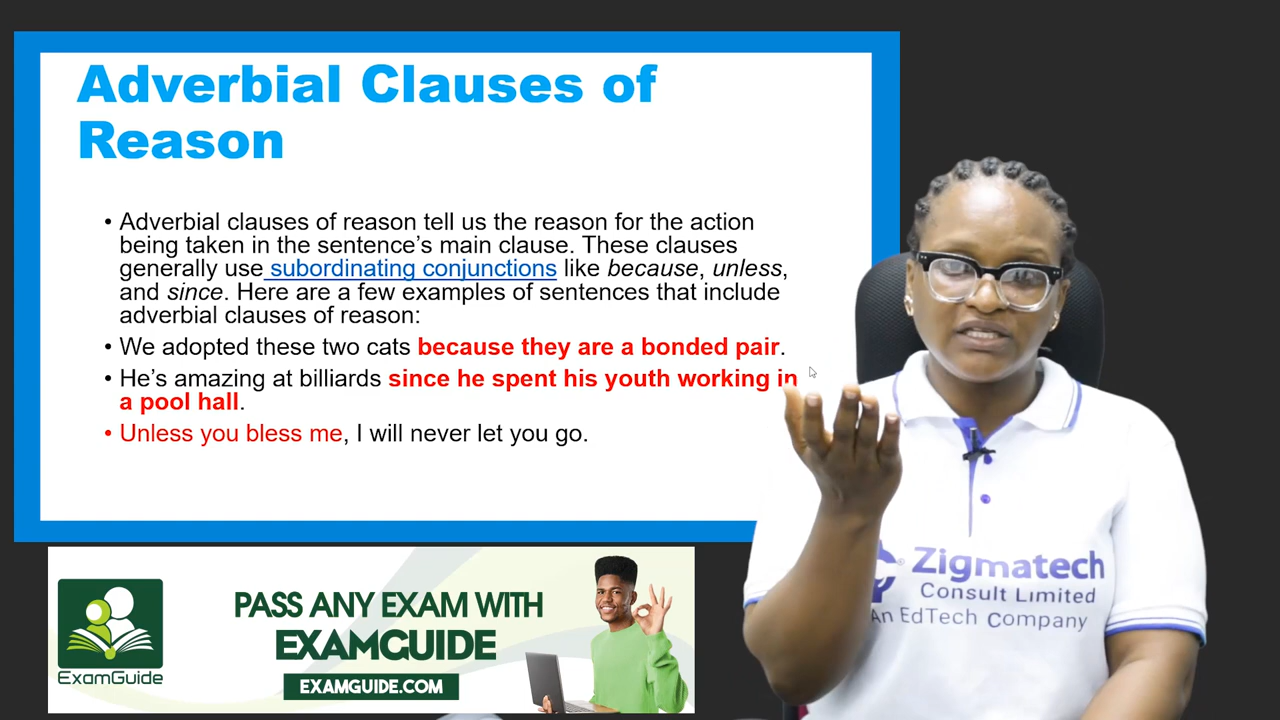 Adverbial Clauses of
Reason
• Adverbial clauses of reason tell us the reason for the action
being taken in the sentence’s main clause. These clauses
generally use subordinating conjunctions like because, unless,
and since. Here are a few examples of sentences that include
adverbial clauses of reason:
• We adopted these two cats because they are a bonded pair.
• He’s amazing at billiards since he spent his youth working in
a pool hall.
• Unless you bless me, I will never let you go.
ExamGuide
PASS ANY EXAM WITH
EXAMGUIDE
EXAMGUIDE.COM
® Zigmatech
Consult Limited
An EdTech Company